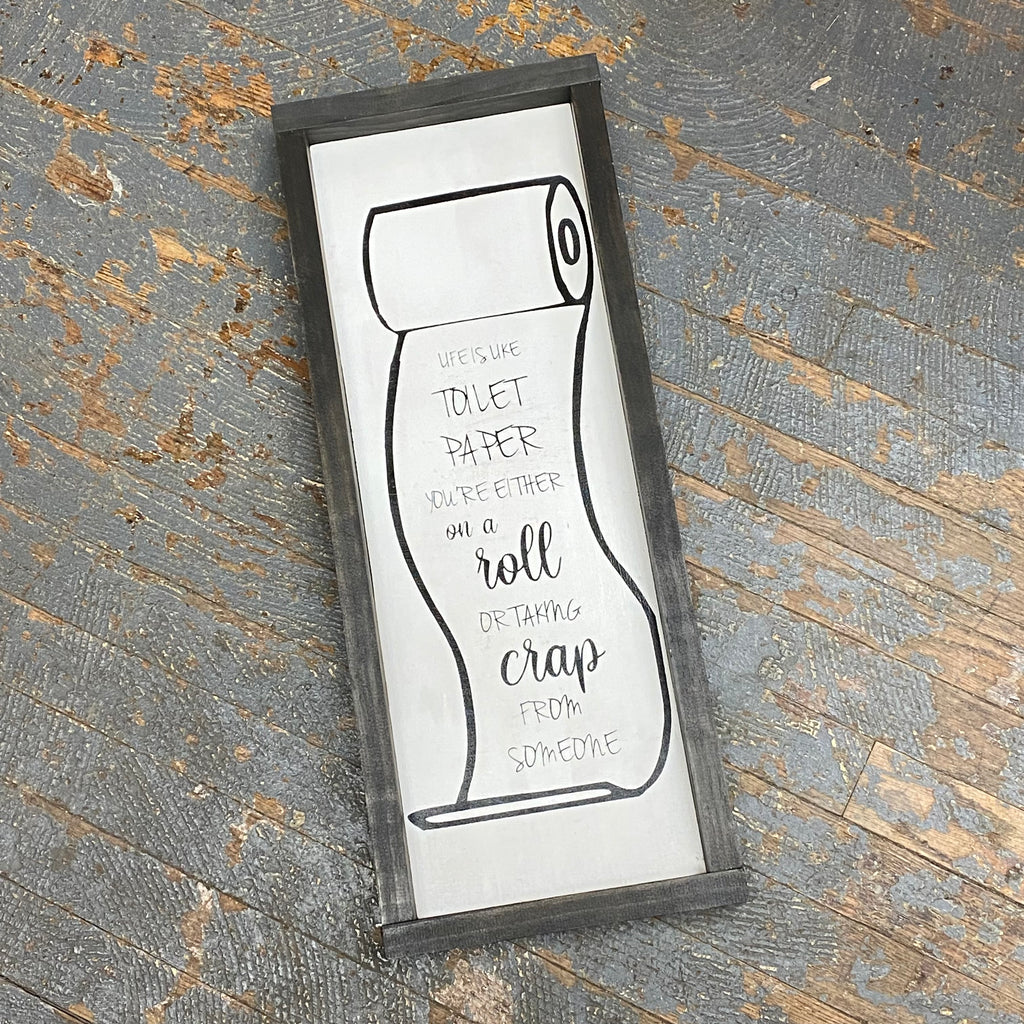 LIFE IS LIKE
TOILET
PAPER
YOU'RE EITHER
on a
roll
OR TAKING
crap
FROM
SOMEONE